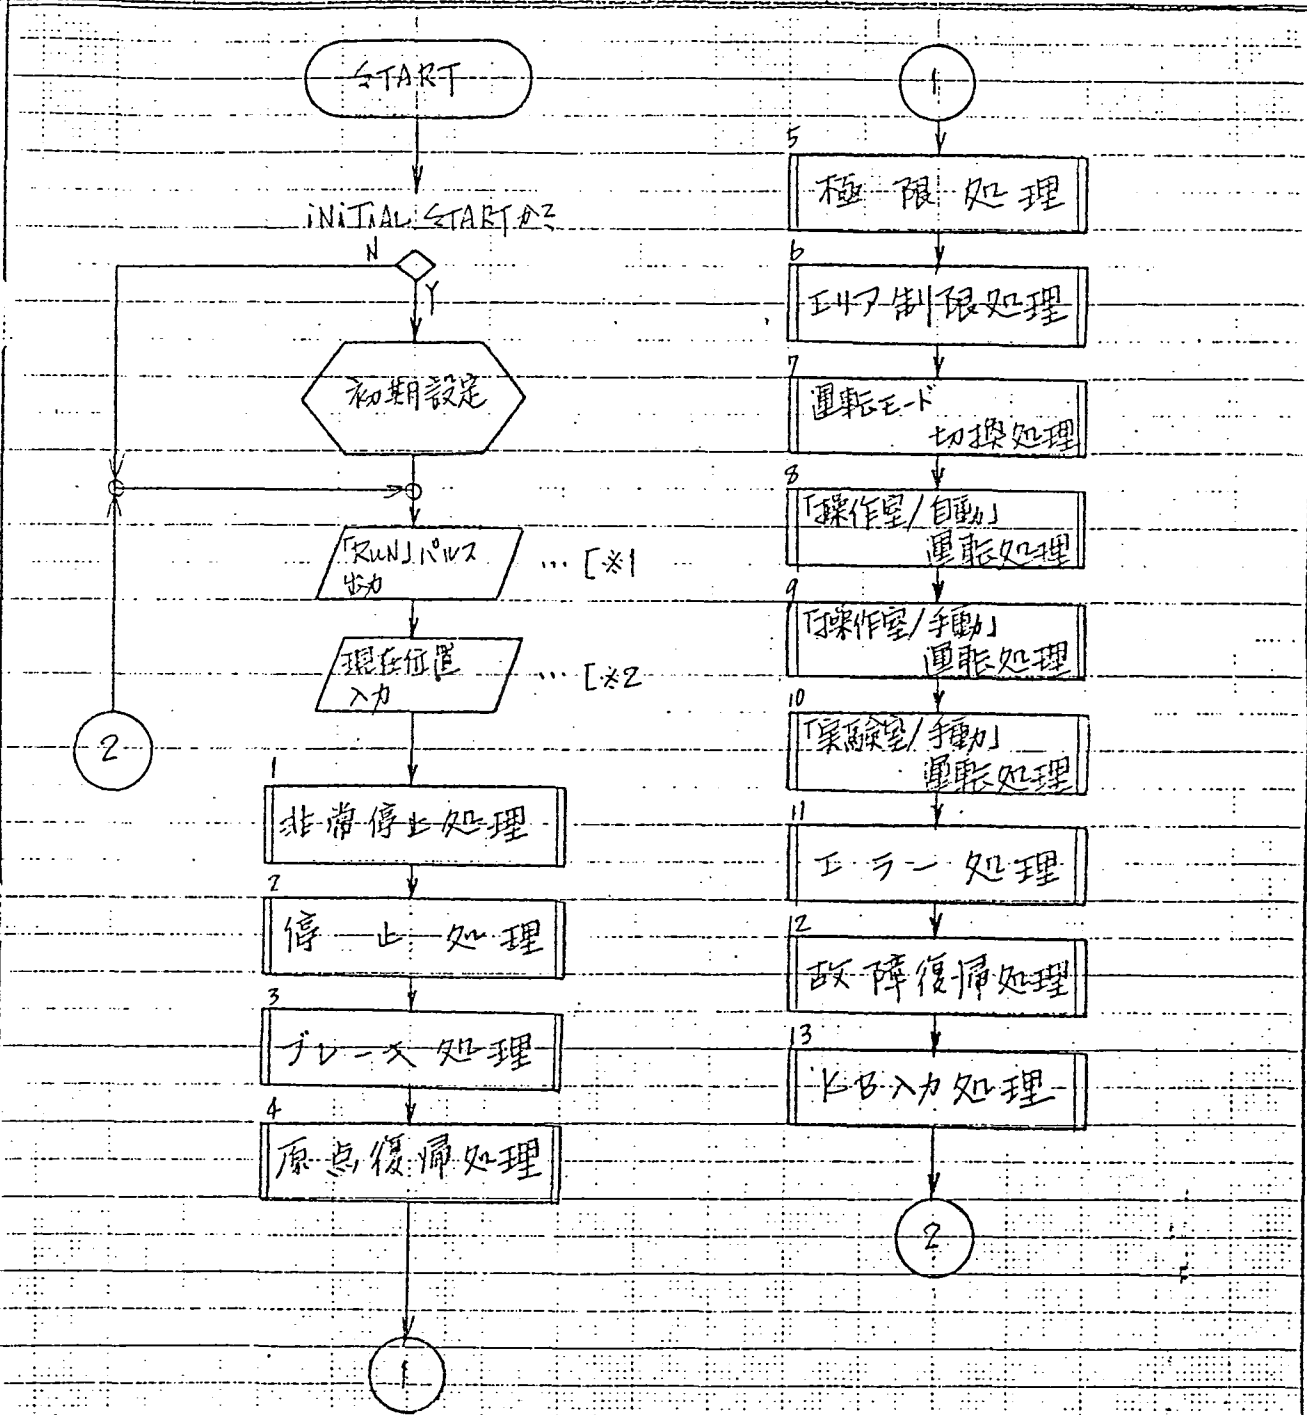 START
INITIAL STARTか?
N
Y
初期設定
「RUN」パルス
出力
… [※1
現在位置
入力
… [※2
2
1
非常停止処理
2
停止処理
3
ブレーキ処理
4
原点復帰処理
1
1
5
極限処理
6
エリア制限処理
7
運転モード
切換処理
8
「操作室/自動」
運転処理
9
「操作室/手動」
運転処理
10
「実験室/手動」
運転処理
11
エラー処理
12
故障復帰処理
13
KB入力処理
2